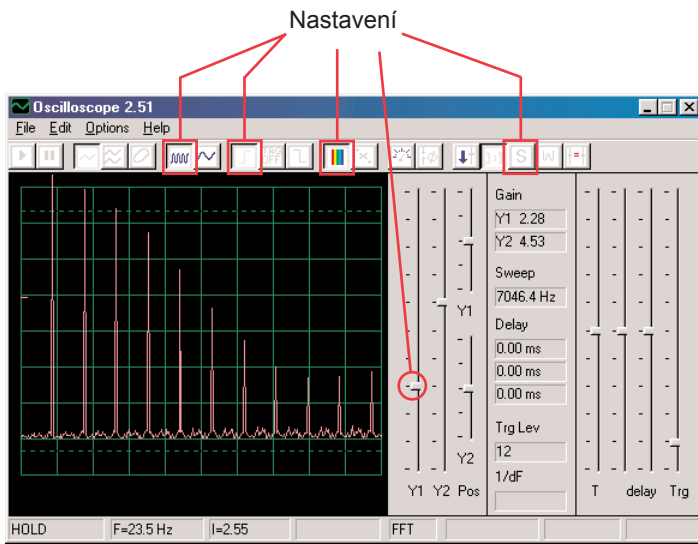 Nastavení
Oscilloscope 2.51
File Edit Options Help
TRG OFF
S W
Gain
Y1 2.28
Y2 4.53
Sweep
7046.4 Hz
Delay
0.00 ms
0.00 ms
0.00 ms
Trg Lev
12
1/dF
Y1
Y2
Y1 Y2 Pos
T delay Trg
HOLD F=23.5 Hz I=2.55 FFT